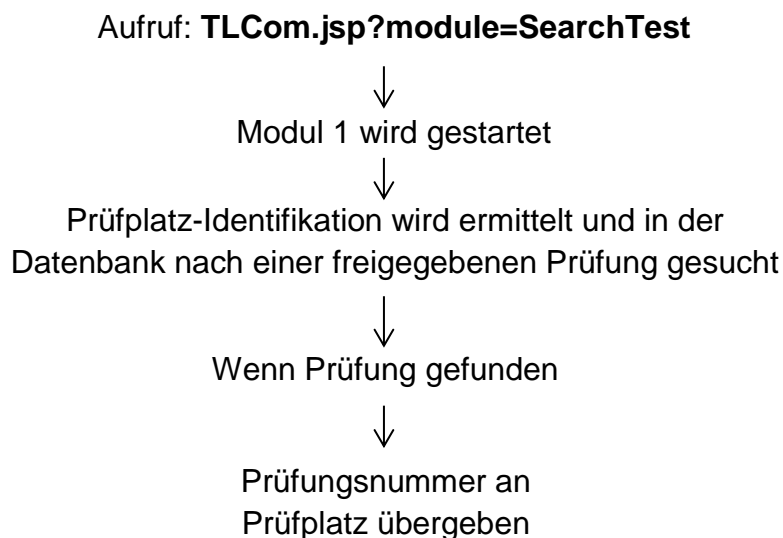 Aufruf: TLCom.jsp?module=SearchTest
Modul 1 wird gestartet
Prüfplatz-Identifikation wird ermittelt und in der
Datenbank nach einer freigegebenen Prüfung gesucht
Wenn Prüfung gefunden
Prüfungsnummer an
Prüfplatz übergeben